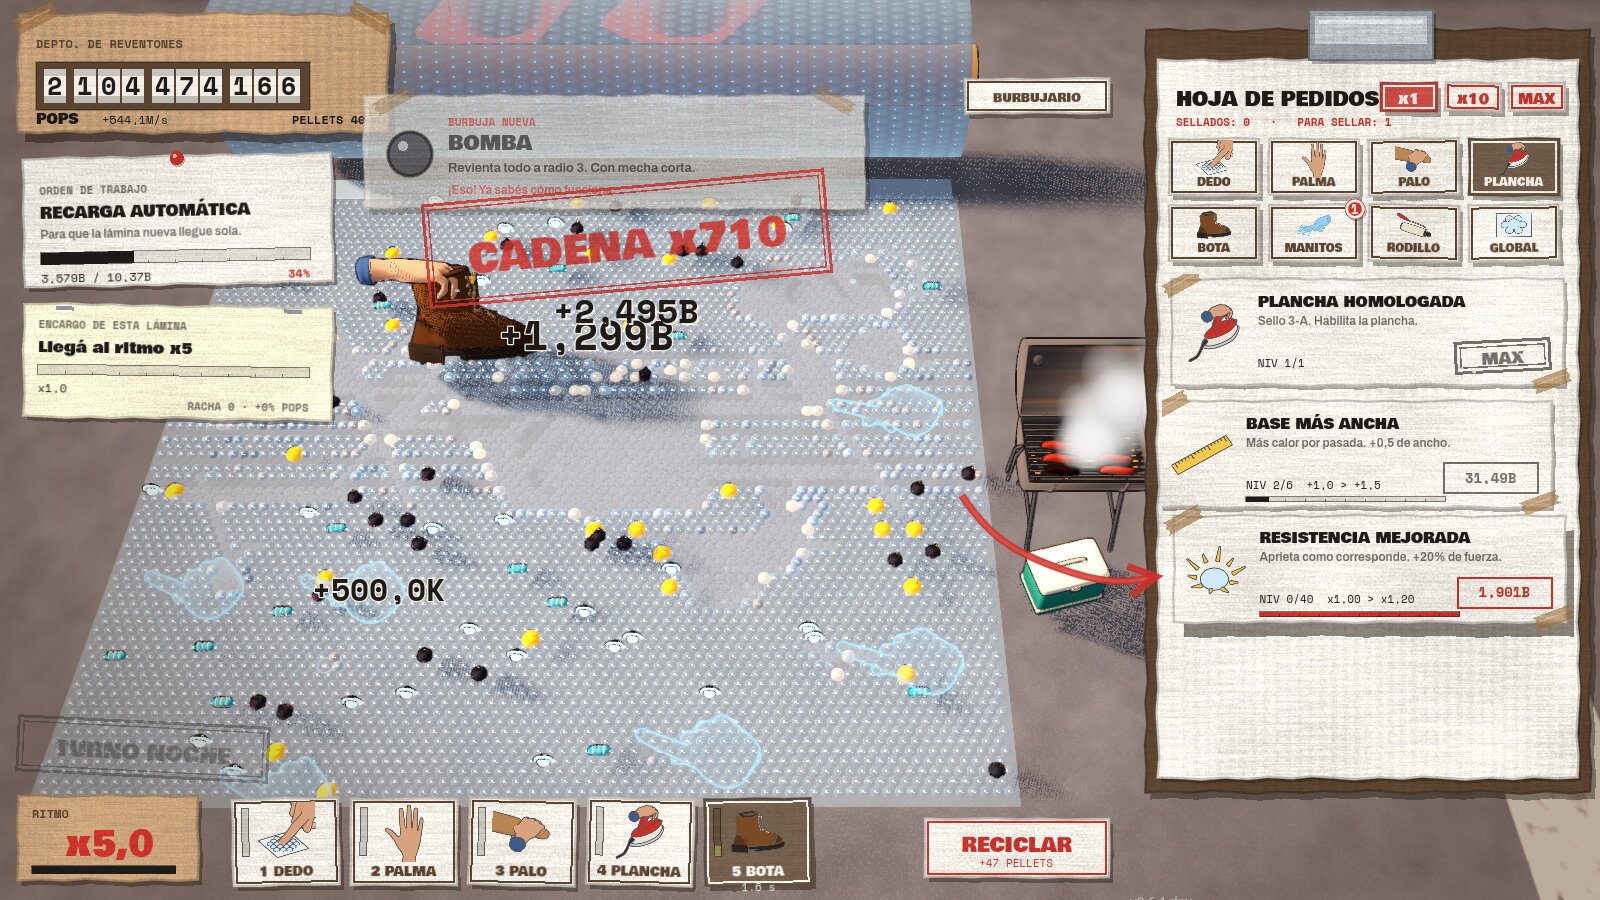 DEPTO. DE REVENTONES
2 104 474 166
POPS +544,1M/s PELLETS 40
ORDEN DE TRABAJO
RECARGA AUTOMÁTICA
Para que la lámina nueva llegue sola.
3,579B / 10,37B 34%
ENCARGO DE ESTA LÁMINA
Llegá al ritmo x5
x1.0
RACHA 0 · +0% POPS
BURBUJA NUEVA
BOMBA
Revienta todo a radio 3. Con mecha corta.
¡Eso! Ya sabés cómo funciona.
CADENA x710
+2,495B
+1,299B
+500,0K
BURBUJARIO
TURNO NOCHE
RITMO
x5,0
1 DEDO
2 PALMA
3 PALO
4 PLANCHA
5 BOTA
1.6 s
RECICLAR
+47 PELLETS
HOJA DE PEDIDOS
x1
x10
MAX
SELLADOS: 0 · PARA SELLAR: 1
DEDO
PALMA
PALO
PLANCHA
BOTA
MANITOS
1
RODILLO
GLOBAL
PLANCHA HOMOLOGADA
Sello 3-A. Habilita la plancha.
NIV 1/1
MAX
BASE MÁS ANCHA
Más calor por pasada. +0,5 de ancho.
NIV 2/6 +1.0 > +1.5
31,49B
RESISTENCIA MEJORADA
Aprieta como corresponde. +20% de fuerza.
NIV 0/40 x1.00 > x1.20
1,901B